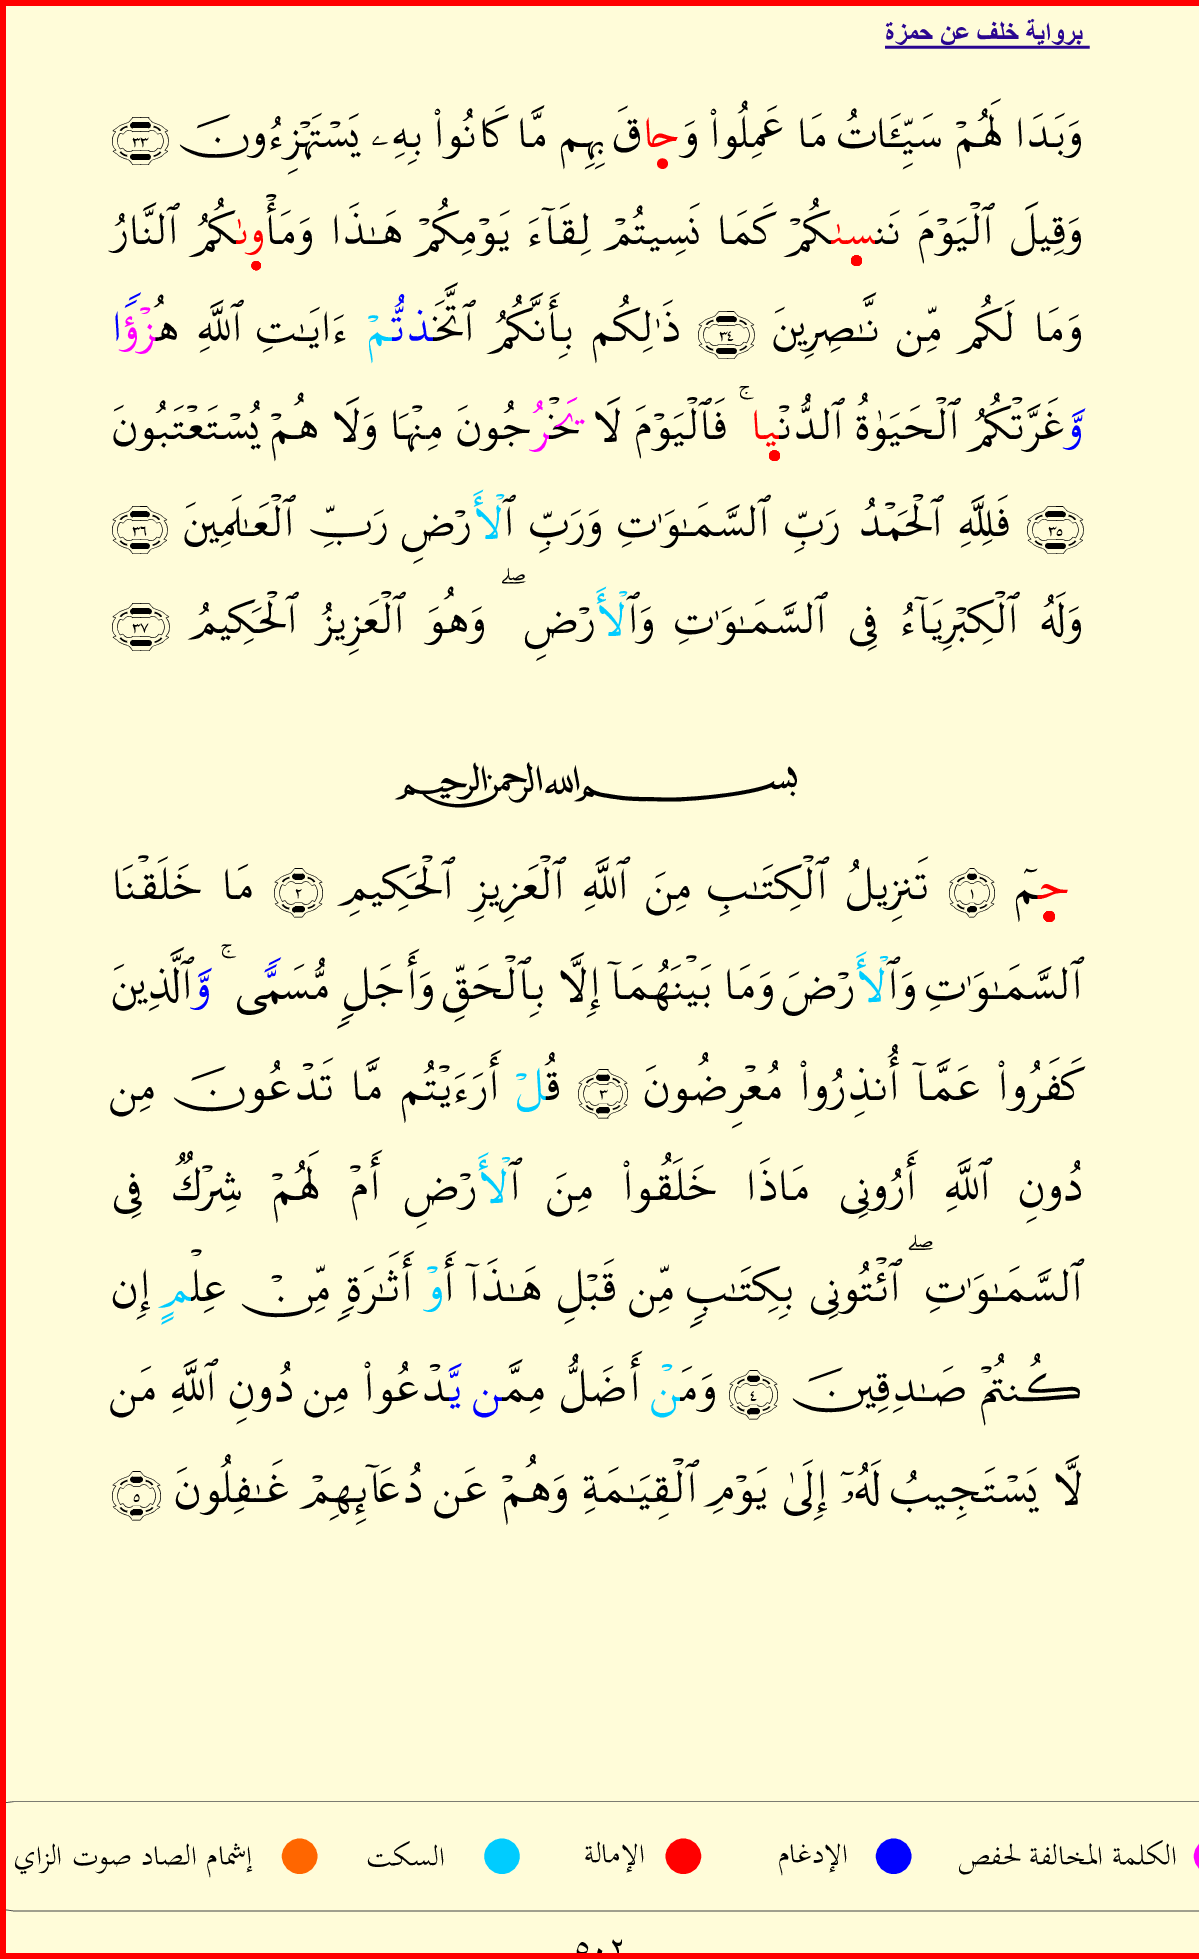 برواية خلف عن حمزة
وَبَدَا لَهُمۡ سَيِّـَٔاتُ مَا عَمِلُواْ وَحاقَ بِهِم مَّا كَانُواْ بِهِۦ يَسۡتَهۡزِءُونَ ٣٣
وَقِيلَ ٱلۡيَوۡمَ نَنسىٰكُمۡ كَمَا نَسِيتُمۡ لِقَآءَ يَوۡمِكُمۡ هَـٰذَا وَمَأۡوىٰكُمُ ٱلنَّارُ
وَمَا لَكُم مِّن نَّـٰصِرِينَ ٣٤ ذَٰلِكُم بِأَنَّكُمُ ٱتَّخَذتُّمۡ ءَايَـٰتِ ٱللَّهِ هُزۡؤًا
وَّغَرَّتۡكُمُ ٱلۡحَيَوٰةُ ٱلدُّنۡيا ۚ فَٱلۡيَوۡمَ لَا يَخۡرُجُونَ مِنۡهَا وَلَا هُمۡ يُسۡتَعۡتَبُونَ
٣٥ فَلِلَّهِ ٱلۡحَمۡدُ رَبِّ ٱلسَّمَـٰوَٰتِ وَرَبِّ ٱلۡأَرۡضِ رَبِّ ٱلۡعَـٰلَمِينَ ٣٦
وَلَهُ ٱلۡكِبۡرِيَآءُ فِى ٱلسَّمَـٰوَٰتِ وَٱلۡأَرۡضِ ۖ وَهُوَ ٱلۡعَزِيزُ ٱلۡحَكِيمُ ٣٧
بسم الله الرحمن الرحيم
حمٓ ١ تَنزِيلُ ٱلۡكِتَـٰبِ مِنَ ٱللَّهِ ٱلۡعَزِيزِ ٱلۡحَكِيمِ ٢ مَا خَلَقۡنَا
ٱلسَّمَـٰوَٰتِ وَٱلۡأَرۡضَ وَمَا بَيۡنَهُمَآ إِلَّا بِٱلۡحَقِّ وَأَجَلٍ مُّسَمًّى ۚ وَّٱلَّذِينَ
كَفَرُواْ عَمَّآ أُنذِرُواْ مُعۡرِضُونَ ٣ قُلۡ أَرَءَيۡتُم مَّا تَدۡعُونَ مِن
دُونِ ٱللَّهِ أَرُونِى مَاذَا خَلَقُواْ مِنَ ٱلۡأَرۡضِ أَمۡ لَهُمۡ شِرۡكٌ فِى
ٱلسَّمَـٰوَٰتِ ۖ ٱئۡتُونِى بِكِتَـٰبٍ مِّن قَبۡلِ هَـٰذَآ أَوۡ أَثَـٰرَةٍ مِّنۡ عِلۡمٍ إِن
كُنتُمۡ صَـٰدِقِينَ ٤ وَمَنۡ أَضَلُّ مِمَّن يَّدۡعُواْ مِن دُونِ ٱللَّهِ مَن
لَّا يَسۡتَجِيبُ لَهُۥٓ إِلَىٰ يَوۡمِ ٱلۡقِيَـٰمَةِ وَهُمۡ عَن دُعَآئِهِمۡ غَـٰفِلُونَ ٥
الكلمة المخالفة لحفص الإدغام الإمالة السكت إشمام الصاد صوت الزاي
٥٠٢